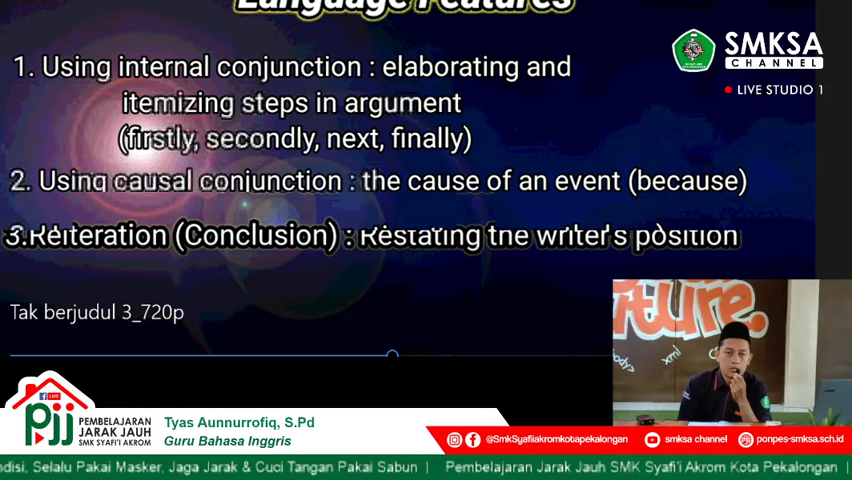 Language Features
1. Using internal conjunction : elaborating and
itemizing steps in argument
(firstly, secondly, next, finally)
2. Using causal conjunction : the cause of an event (because)
3.Reiteration (Conclusion) : Restating the writer's position
Tak berjudul 3_720p
SMKSA
CHANNEL
LIVE STUDIO 1
ture.
xml
LIVE
pjj
PEMBELAJARAN
JARAK JAUH
SMK SYAFI'I AKROM
Tyas Aunnurrofiq, S.Pd
Guru Bahasa Inggris
@SmkSyafiiakromkotapekalongan
smksa channel
ponpes-smksa.sch.id
ndisi, Selalu Pakai Masker, Jaga Jarak & Cuci Tangan Pakai Sabun | Pembelajaran Jarak Jauh SMK Syafi'i Akrom Kota Pekalongan |